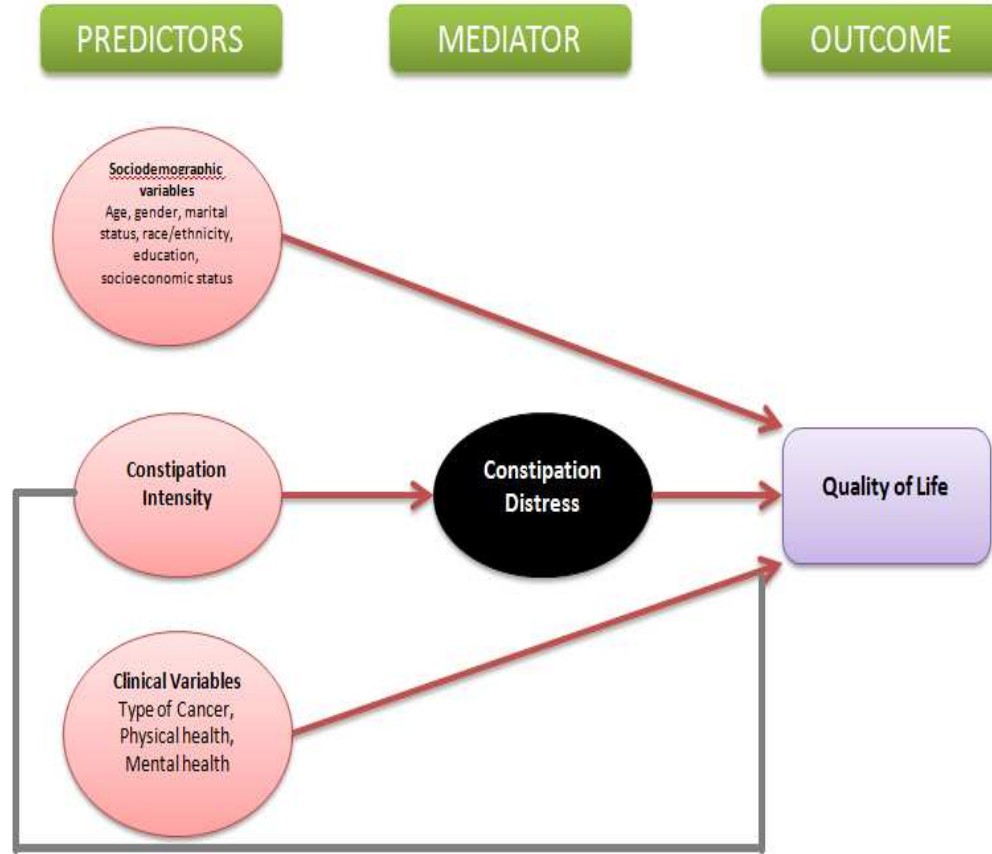 PREDICTORS
MEDIATOR
OUTCOME
Sociodemographic
variables
Age, gender, marital
status, race/ethnicity,
education,
socioeconomic status
Constipation
Intensity
Constipation
Distress
Quality of Life
Clinical Variables
Type of Cancer,
Physical health,
Mental health